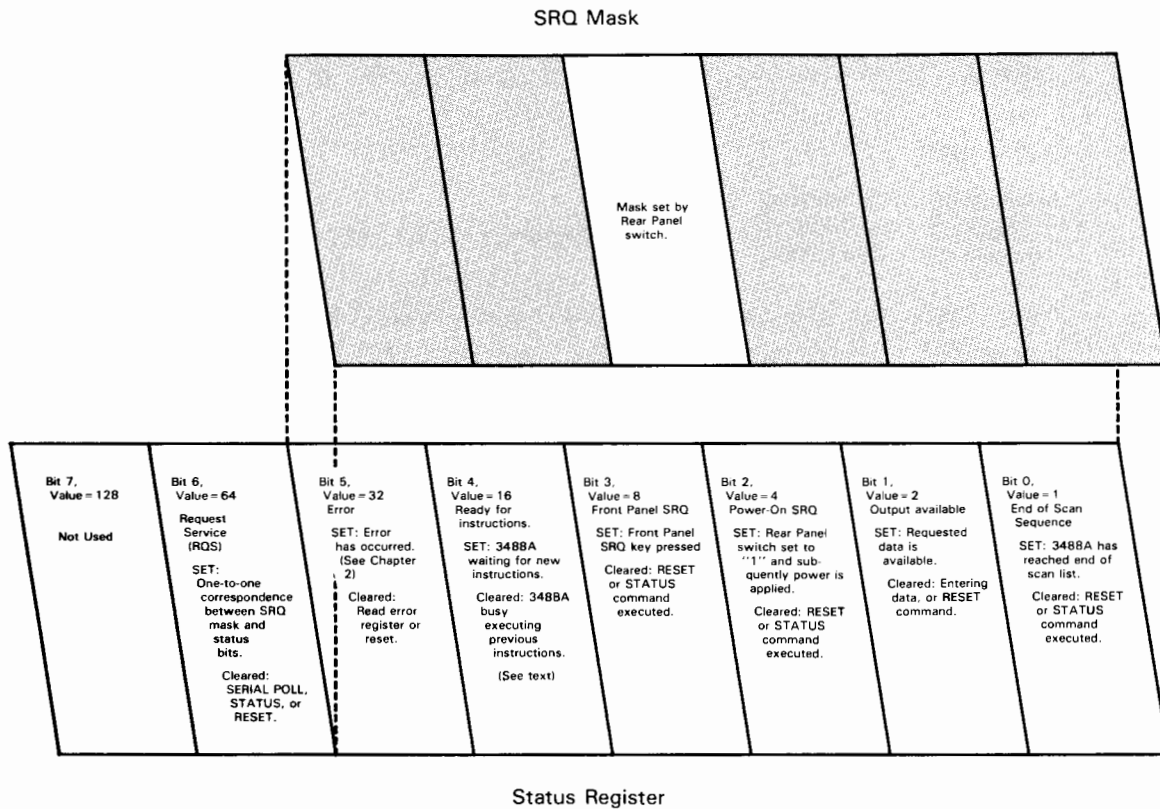 SRQ Mask
Mask set by
Rear Panel
switch.
Bit 7,
Value = 128
Not Used
Bit 6,
Value = 64
Request
Service
(RQS)
SET:
One-to-one
correspondence
between SRQ
mask and
status
bits.
Cleared:
SERIAL POLL,
STATUS, or
RESET.
Bit 5,
Value = 32
Error
SET: Error
has occurred.
(See Chapter
2)
Cleared:
Read error
register or
reset.
Bit 4,
Value = 16
Ready for
instructions.
SET: 3488A
waiting for new
instructions.
Cleared: 348BA
busy
executing
previous
instructions.
(See text)
Bit 3,
Value = 8
Front Panel SRQ
SET: Front Panel
SRQ key pressed
Cleared: RESET
or STATUS
command
executed.
Bit 2,
Value = 4
Power-On SRQ
SET: Rear Panel
switch set to
"1" and sub-
quently power is
applied.
Cleared: RESET
or STATUS
command
executed.
Bit 1,
Value = 2
Output available
SET: Requested
data is
available.
Cleared: Entering
data, or RESET
command.
Bit 0,
Value = 1
End of Scan
Sequence
SET: 3488A has
reached end of
scan list.
Cleared: RESET
or STATUS
command
executed.
Status Register